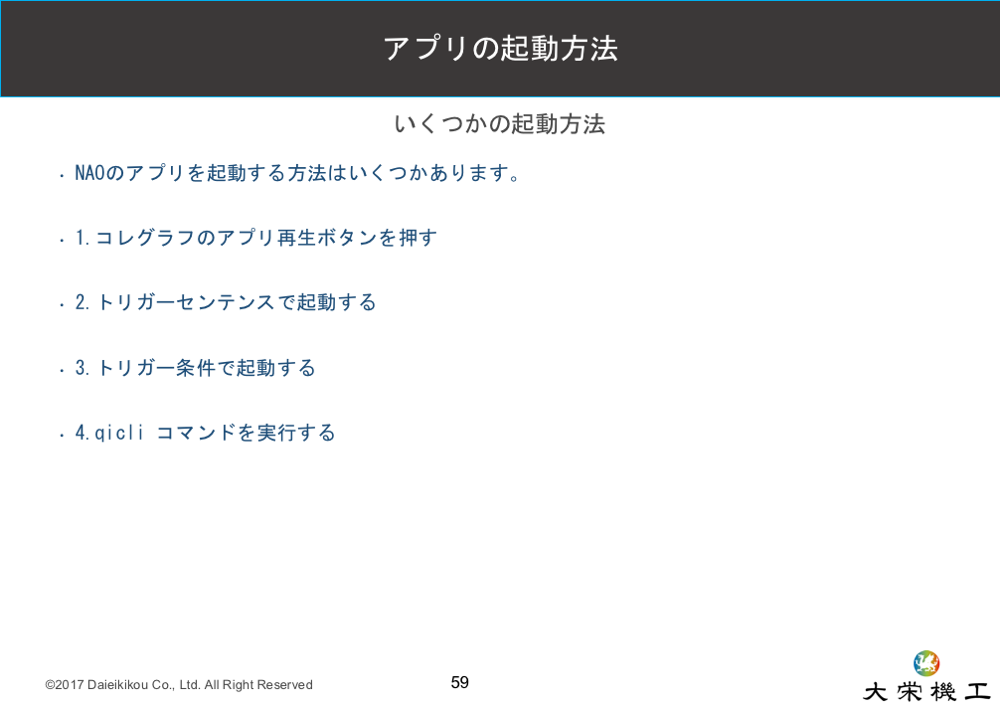 アプリの起動方法
いくつかの起動方法
・NAOのアプリを起動する方法はいくつかあります。
・1.コレグラフのアプリ再生ボタンを押す
・2.トリガーセンテンスで起動する
・3.トリガー条件で起動する
・4.qicli コマンドを実行する
©2017 Daieikikou Co., Ltd. All Right Reserved
59
大栄機工